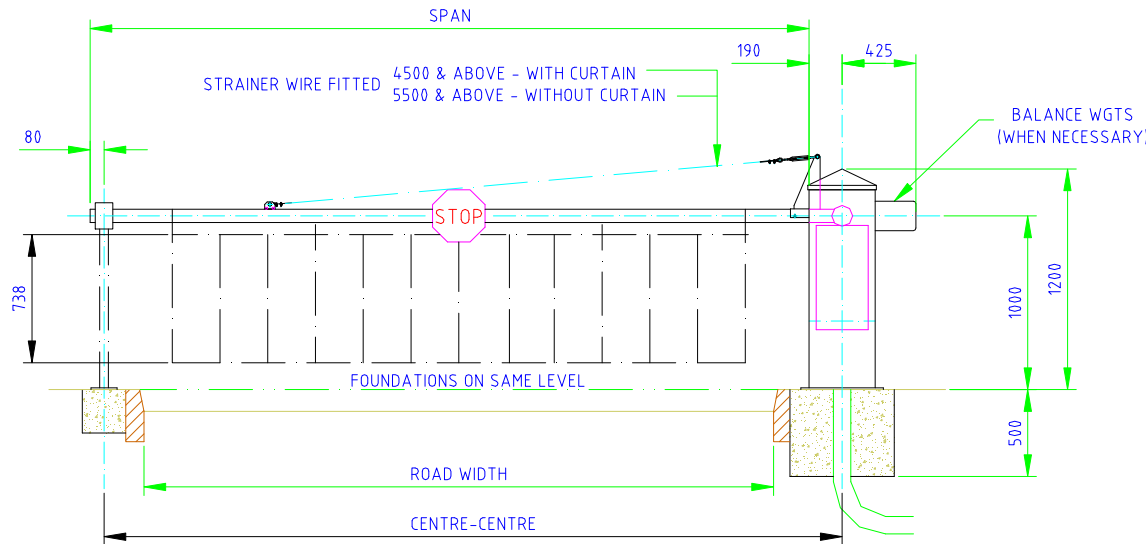 SPAN
190
425
STRAINER WIRE FITTED
4500 & ABOVE - WITH CURTAIN
5500 & ABOVE - WITHOUT CURTAIN
BALANCE WGTS
(WHEN NECESSARY)
80
STOP
738
1000
1200
FOUNDATIONS ON SAME LEVEL
500
ROAD WIDTH
CENTRE-CENTRE